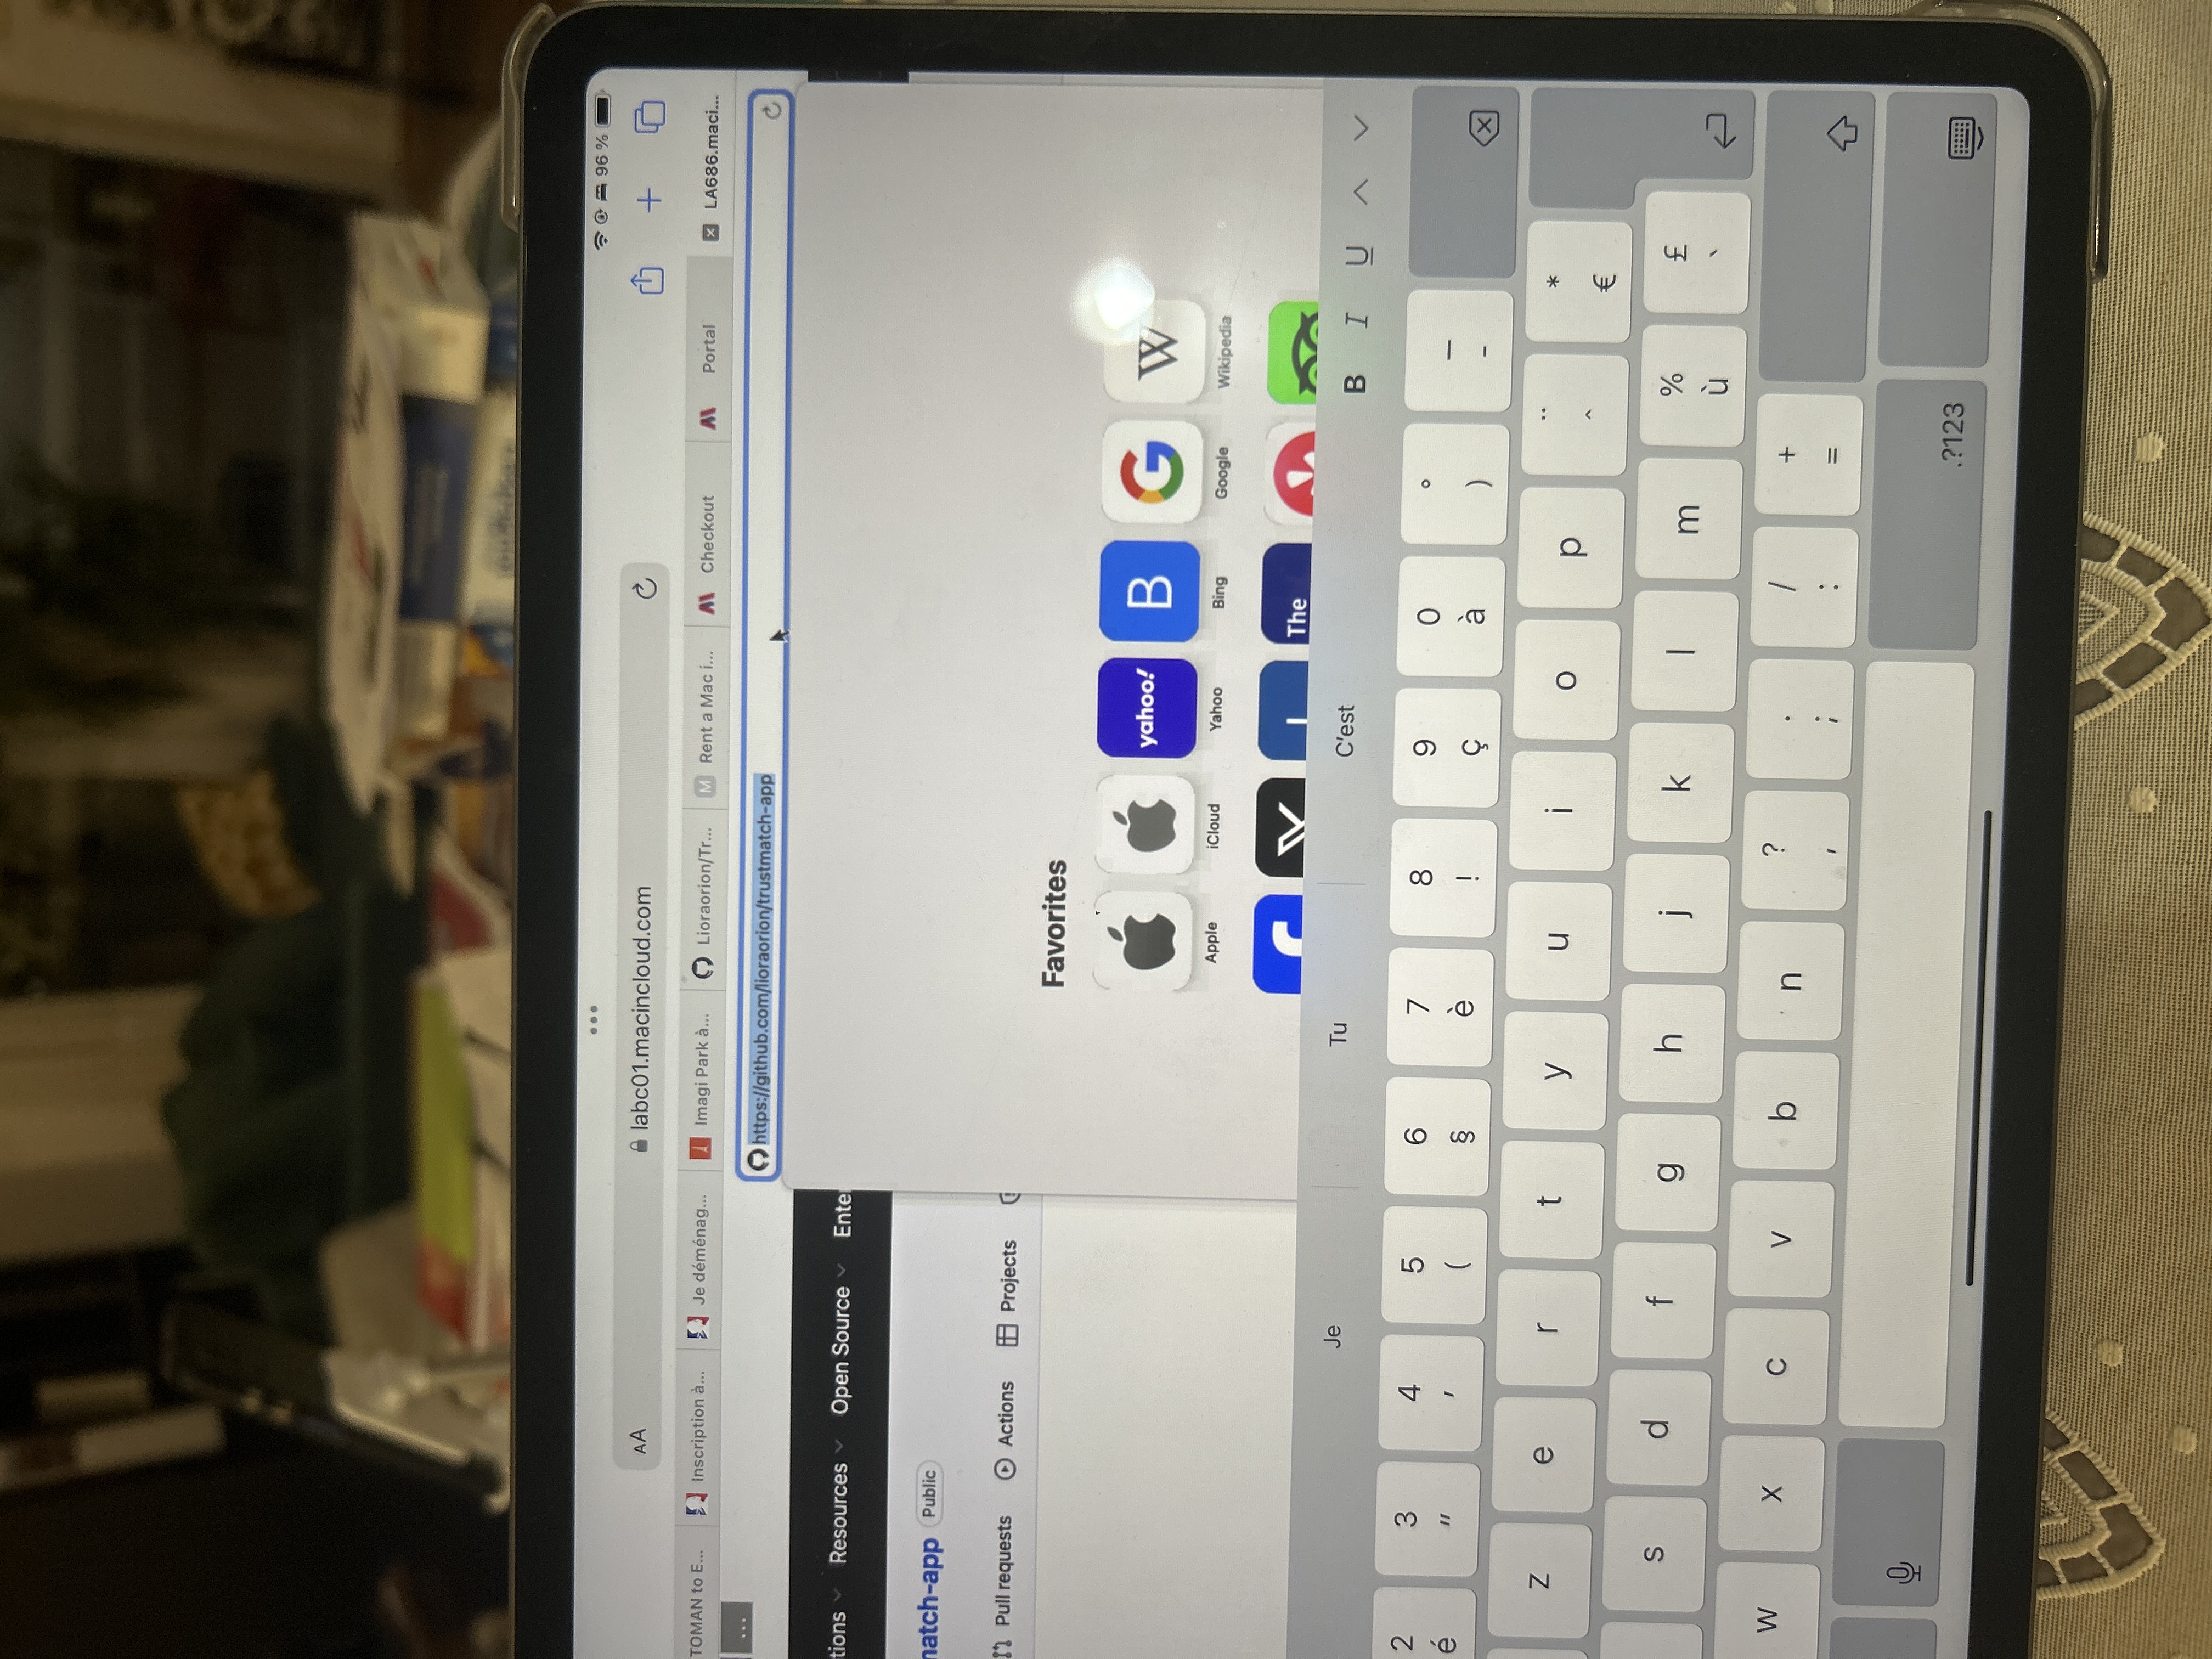 96 %
AA
labc01.macincloud.com
TOMAN to E...
Inscription à...
Je déménag...
Imagi Park à...
Lioraorion/Tr...
M
Rent a Mac i...
Checkout
Portal
LA686.maci...
...
https://github.com/lioraorion/trustmatch-app
tions
Resources
Open Source
Enter
match-app
Public
Pull requests
Actions
Projects
Favorites
yahoo!
B
G
W
Apple
iCloud
Yahoo
Bing
Google
Wikipedia
f
X
The
Je
Tu
C'est
B I U
2 3 4 5 6 7 8 9 0 ° _
é " ' ( § è ! ç à ) -
z e r t y u i o p ¨ *
^ €
s d f g h j k l m % £
ù `
w x c v b n ? . / +
, ; : =
.?123